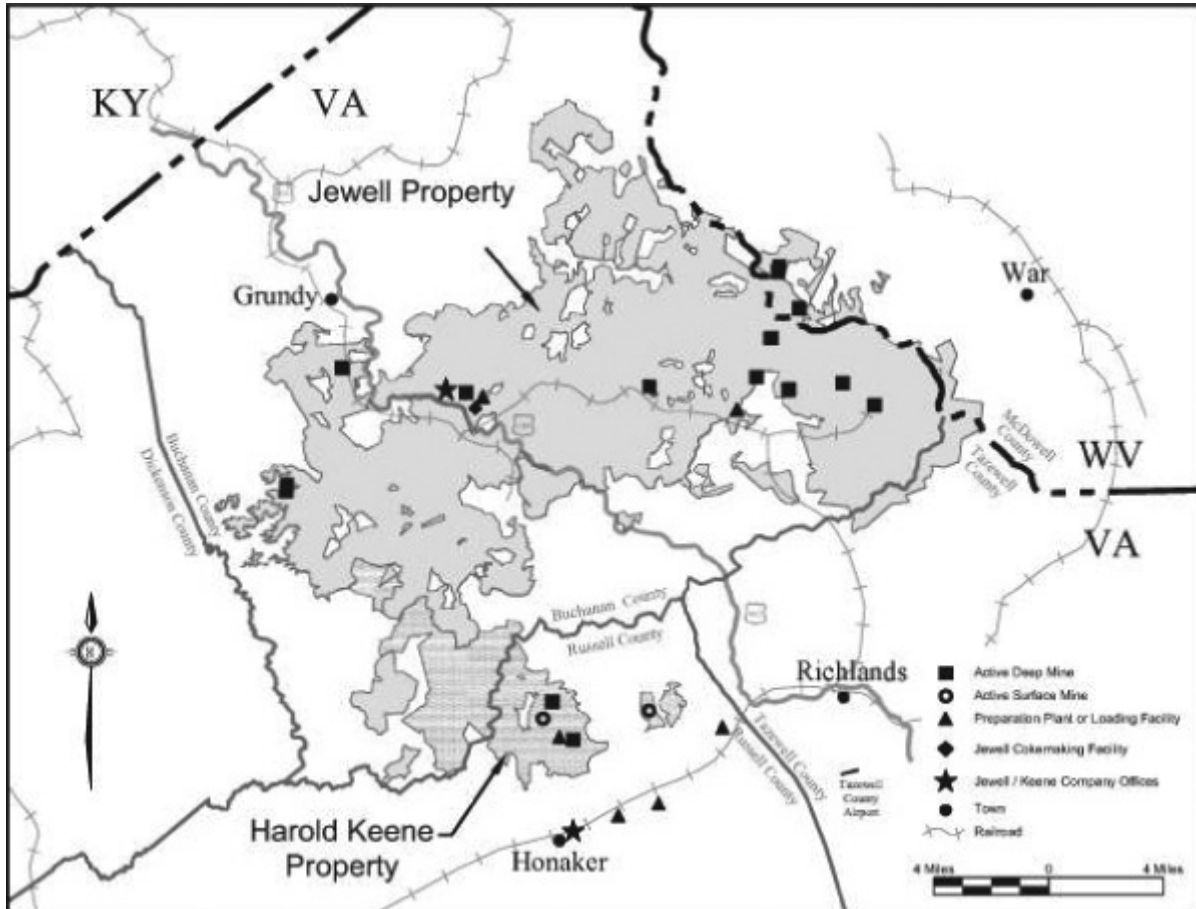 KY
VA
Jewell Property
Grundy
War
McDowell
County
Tazewell
County
WV
VA
Buchanan County
Dickenson County
Buchanan County
Russell County
Richlands
Tazewell County
Russell County
Tazewell
County
Airport
Harold Keene
Property
Honaker
N
Active Deep Mine
Active Surface Mine
Preparation Plant or Loading Facility
Jewell Cokemaking Facility
Jewell / Keene Company Offices
Town
Railroad
4 Miles
0
4 Miles